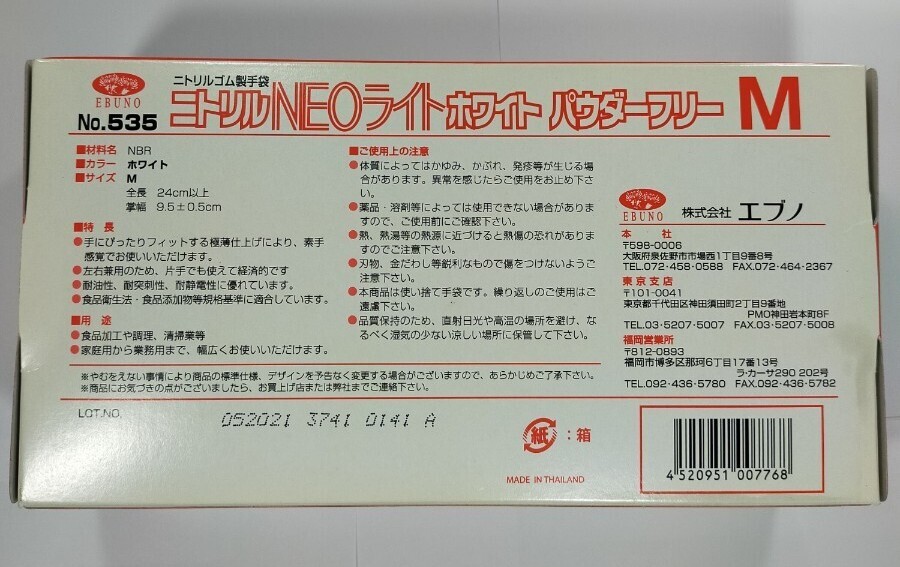 EBUNO
No.535
ニトリルゴム製手袋
ニトリルNEOライトホワイト パウダーフリー M
■材料名 NBR
■カラー ホワイト
■サイズ M
全長 24cm以上
掌幅 9.5±0.5cm
■特 長
●手にぴったりフィットする極薄仕上げにより、素手
感覚でお使いいただけます。
●左右兼用のため、片手でも使えて経済的です
●耐油性、耐突刺性、耐静電性に優れています。
●食品衛生法・食品添加物等規格基準に適合しています。
■用 途
●食品加工や調理、清掃業等
●家庭用から業務用まで、幅広くお使いいただけます。
■ご使用上の注意
●体質によってはかゆみ、かぶれ、発疹等が生じる場
合があります。異常を感じたらご使用をお止め下さ
い。
●薬品・溶剤等によっては使用できない場合がありま
すので、ご使用前にご確認下さい。
●熱、熱湯等の熱源に近づけると熱傷の恐れがありま
すのでご注意下さい。
●刃物、金だわし等鋭利なもので傷をつけないようご
注意下さい。
●本商品は使い捨て手袋です。繰り返しのご使用はご
遠慮下さい。
●品質保持のため、直射日光や高温の場所を避け、な
るべく湿気の少ない涼しい場所に保管して下さい。
EBUNO
株式会社 エブノ
本 社
〒598-0006
大阪府泉佐野市市場西1丁目9番8号
TEL.072-458-0588 FAX.072-464-2367
東京支店
〒101-0041
東京都千代田区神田須田町2丁目9番地
PMO神田岩本町8F
TEL.03-5207-5007 FAX.03-5207-5008
福岡営業所
〒812-0893
福岡市博多区那珂6丁目17番13号
ラ・カーサ290 202号
TEL.092-436-5780 FAX.092-436-5782
※やむをえない事情により商品の標準仕様、デザインを予告なく変更する場合がございますので、あらかじめご了承下さい。
※商品にお気づきの点がございましたら、お買上げ店または弊社までご連絡下さい。
LOT.NO.
052021 3741 0141 A
紙 :箱
MADE IN THAILAND
4 520951 007768